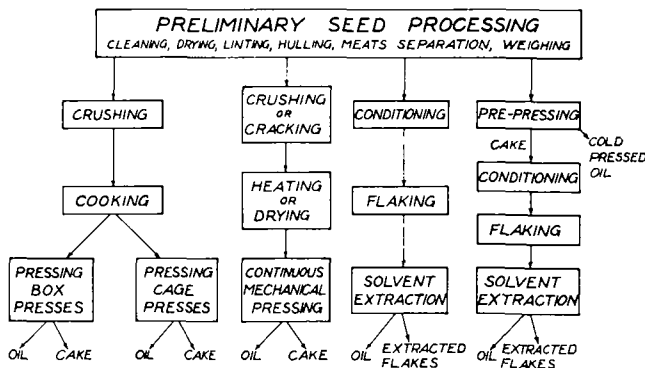 PRELIMINARY SEED PROCESSING
CLEANING, DRYING, LINTING, HULLING, MEATS SEPARATION, WEIGHING
CRUSHING
COOKING
PRESSING
BOX
PRESSES
OIL
CAKE
PRESSING
CAGE
PRESSES
OIL
CAKE
CRUSHING
OR
CRACKING
HEATING
OR
DRYING
CONTINUOUS
MECHANICAL
PRESSING
OIL
CAKE
CONDITIONING
FLAKING
SOLVENT
EXTRACTION
OIL
EXTRACTED
FLAKES
PRE-PRESSING
COLD
PRESSED
OIL
CAKE
CONDITIONING
FLAKING
SOLVENT
EXTRACTION
OIL
EXTRACTED
FLAKES